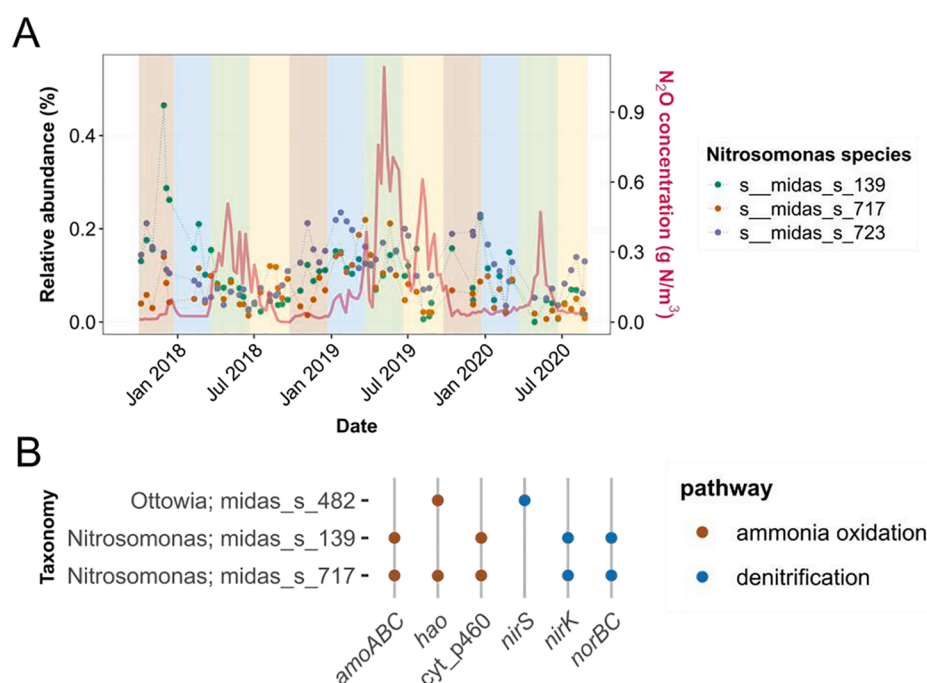 A
Relative abundance (%)
0.4
0.2
0.0
0.9
0.6
0.3
0.0
N₂O concentration (g N/m³)
Jan 2018
Jul 2018
Jan 2019
Jul 2019
Jan 2020
Jul 2020
Date
Nitrosomonas species
s__midas_s_139
s__midas_s_717
s__midas_s_723
B
Taxonomy
Ottowia; midas_s_482
Nitrosomonas; midas_s_139
Nitrosomonas; midas_s_717
amoABC
hao
cyt_p460
nirS
nirK
norBC
pathway
ammonia oxidation
denitrification